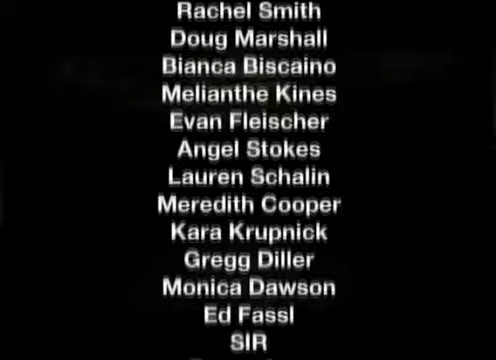 Rachel Smith
Doug Marshall
Bianca Biscaino
Melianthe Kines
Evan Fleischer
Angel Stokes
Lauren Schalin
Meredith Cooper
Kara Krupnick
Gregg Diller
Monica Dawson
Ed Fassl
SIR